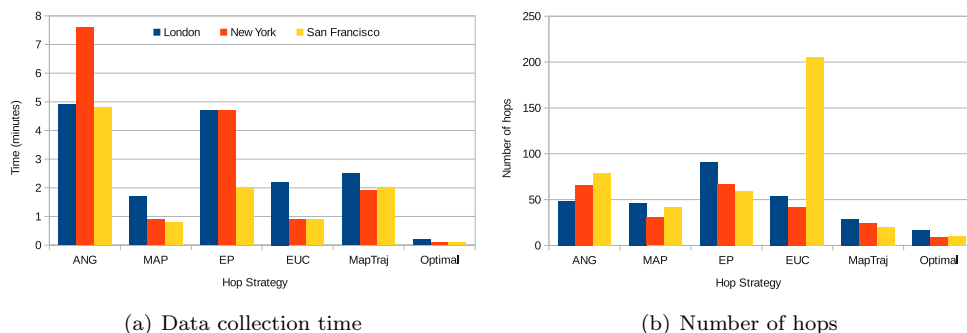 8
7
6
5
4
3
2
1
0
Time (minutes)
London New York San Francisco
ANG MAP EP EUC MapTraj Optimal
Hop Strategy
(a) Data collection time
250
200
150
100
50
0
Number of hops
ANG MAP EP EUC MapTraj Optimal
Hop Strategy
(b) Number of hops